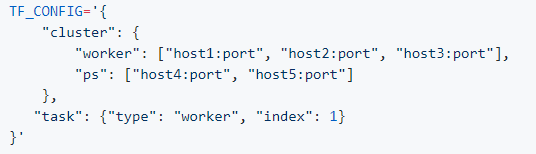 TF_CONFIG='{
    "cluster": {
        "worker": ["host1:port", "host2:port", "host3:port"],
        "ps": ["host4:port", "host5:port"]
    },
   "task": {"type": "worker", "index": 1}
}'